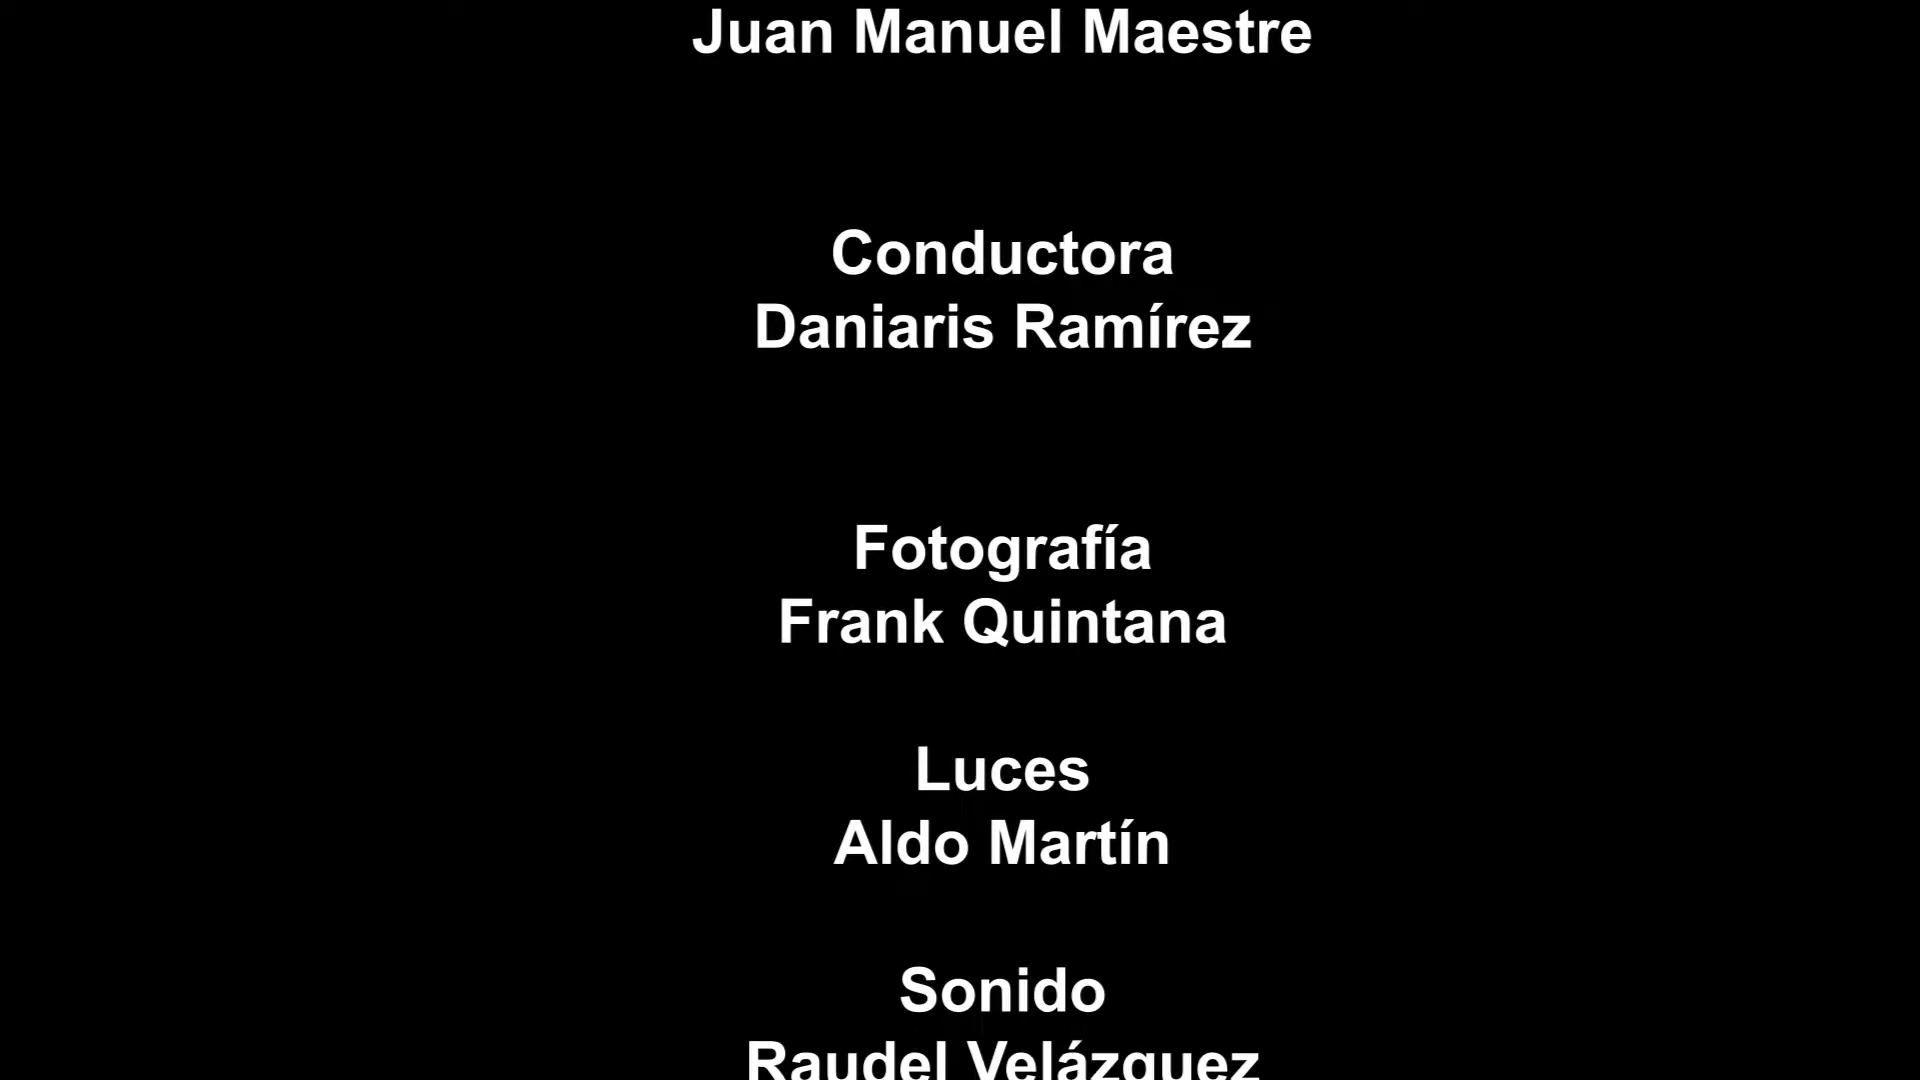 Juan Manuel Maestre
Conductora
Daniaris Ramírez
Fotografía
Frank Quintana
Luces
Aldo Martín
Sonido
Raudel Velázquez